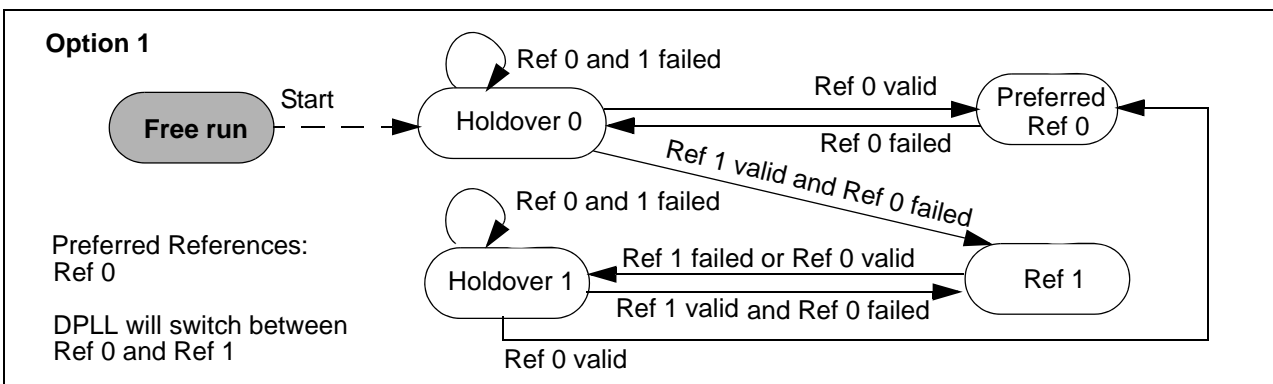 Option 1
Ref 0 and 1 failed
Start
Free run
Holdover 0
Ref 0 valid
Ref 0 failed
Preferred
Ref 0
Ref 1 valid and Ref 0 failed
Ref 0 and 1 failed
Preferred References:
Ref 0
Holdover 1
Ref 1 failed or Ref 0 valid
Ref 1 valid and Ref 0 failed
Ref 1
DPLL will switch between
Ref 0 and Ref 1
Ref 0 valid